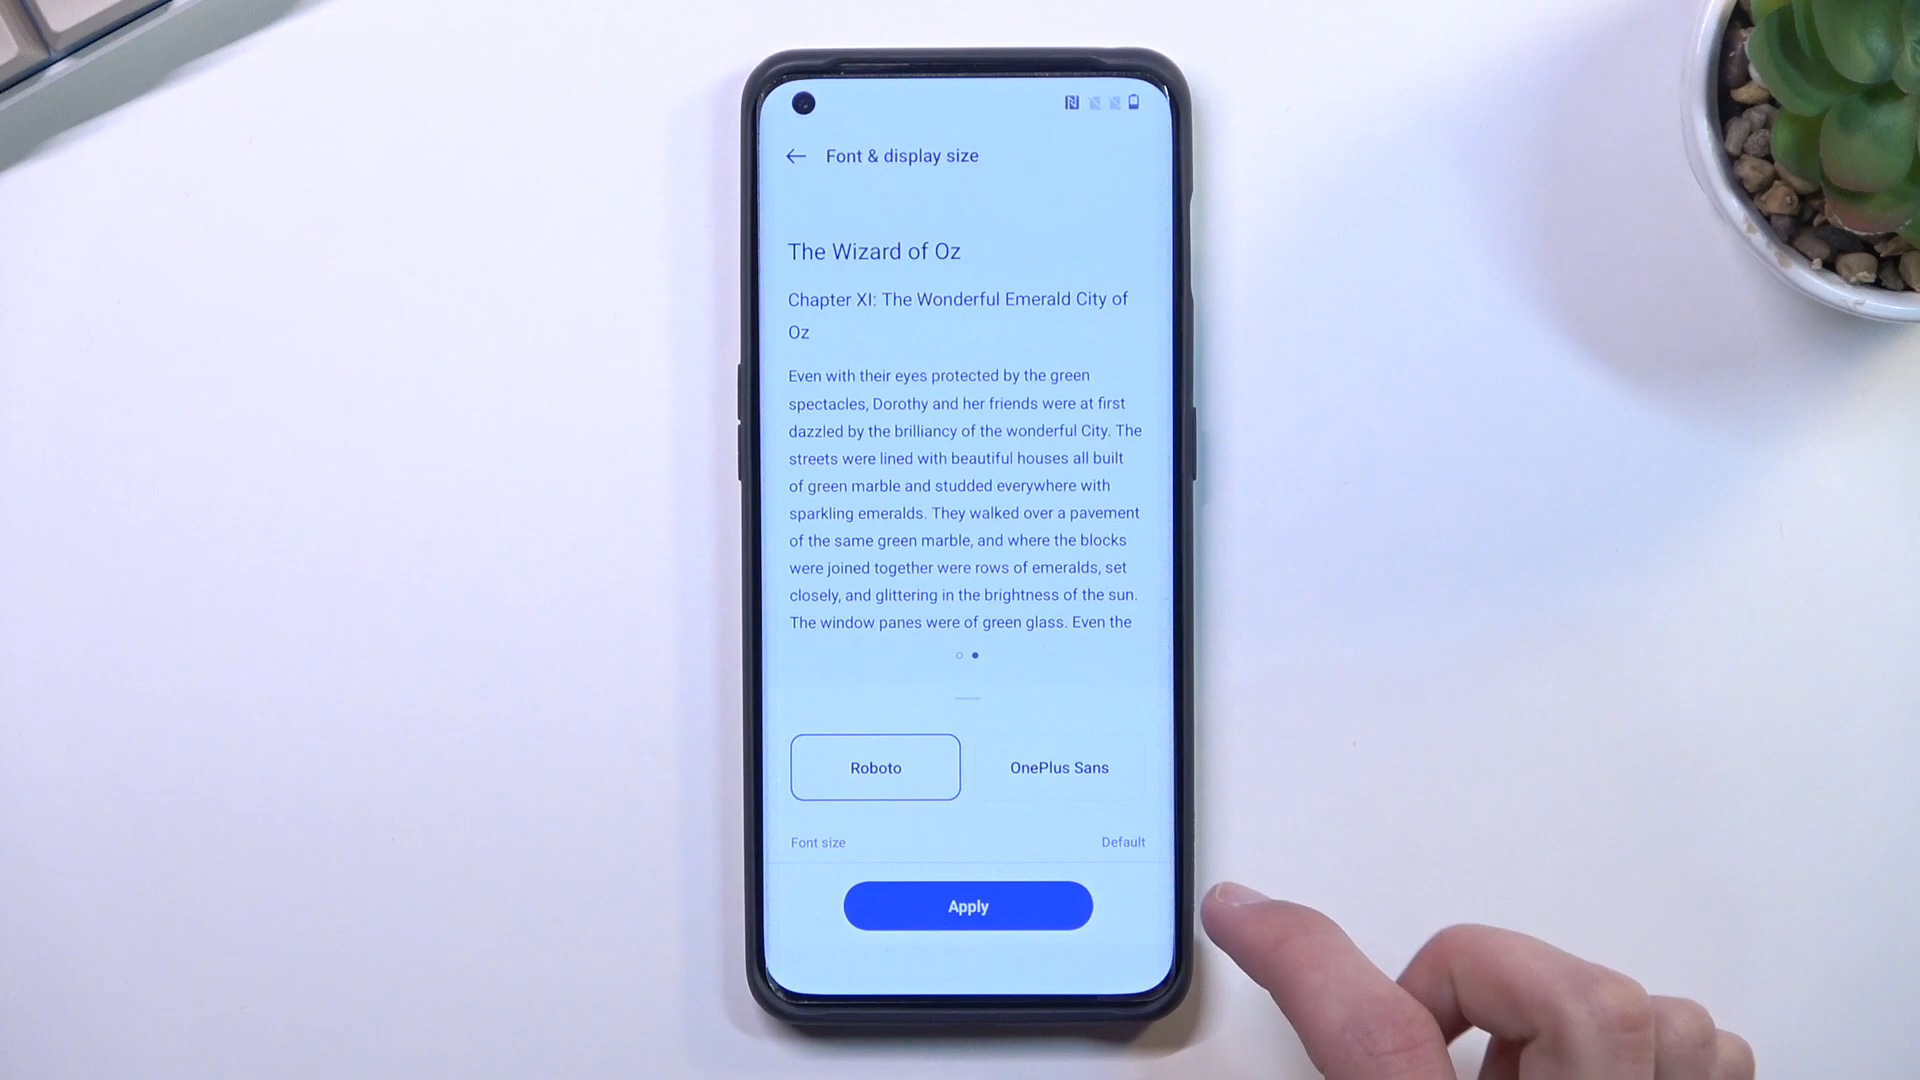 Font & display size
The Wizard of Oz
Chapter XI: The Wonderful Emerald City of
Oz
Even with their eyes protected by the green
spectacles, Dorothy and her friends were at first
dazzled by the brilliancy of the wonderful City. The
streets were lined with beautiful houses all built
of green marble and studded everywhere with
sparkling emeralds. They walked over a pavement
of the same green marble, and where the blocks
were joined together were rows of emeralds, set
closely, and glittering in the brightness of the sun.
The window panes were of green glass. Even the
Roboto OnePlus Sans
Font size Default
Apply